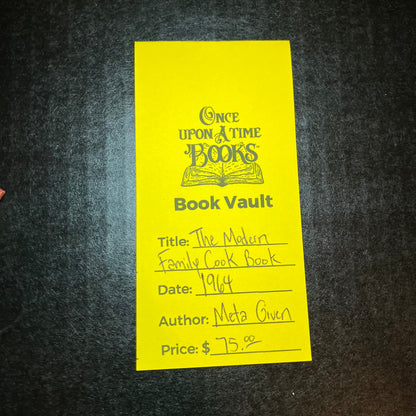 ONCE
UPON A TIME
BOOKS
Book Vault
Title: The Modern
Family Cook Book
Date: 1964
Author: Meta Given
Price: $ 75.00